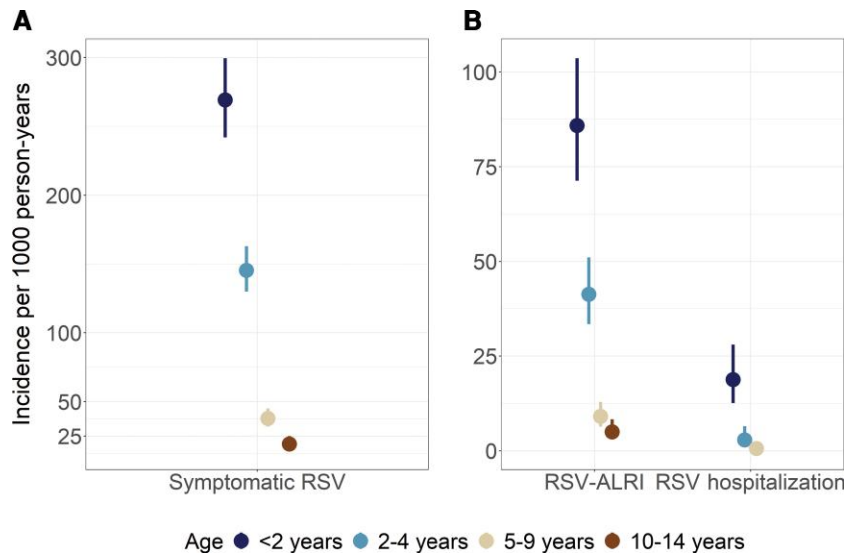 A
Incidence per 1000 person-years
300
200
100
50
25
Symptomatic RSV
B
100
75
50
25
0
RSV-ALRI RSV hospitalization
Age <2 years 2-4 years 5-9 years 10-14 years